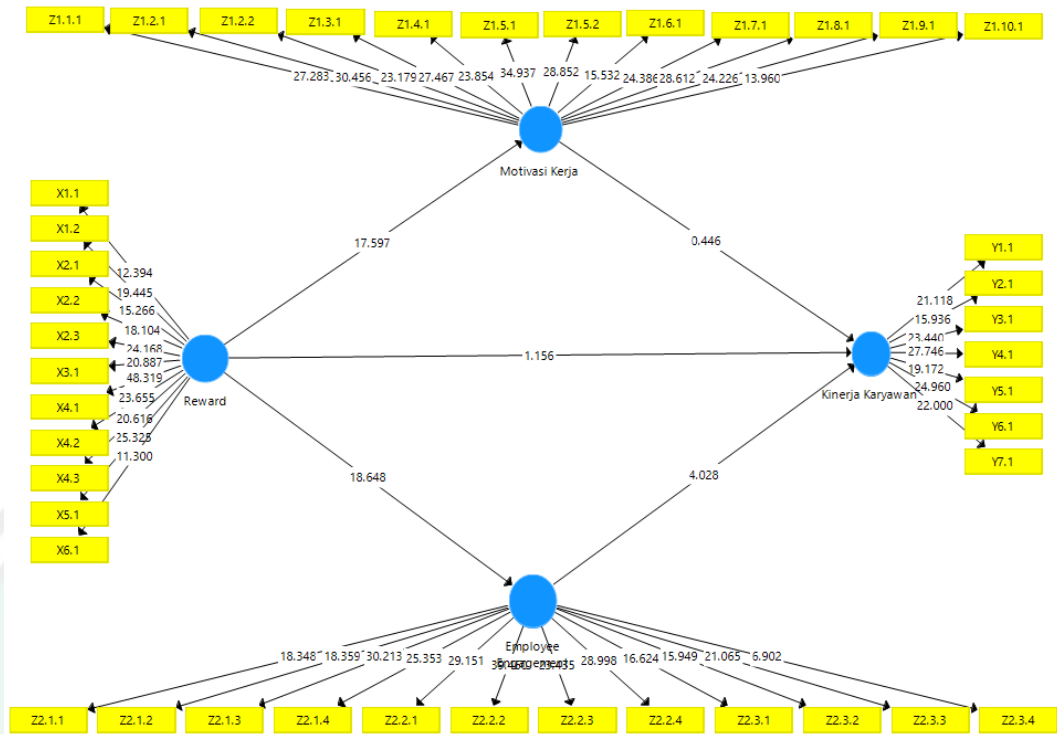 Z1.1.1 Z1.2.1 Z1.2.2 Z1.3.1 Z1.4.1 Z1.5.1 Z1.5.2 Z1.6.1 Z1.7.1 Z1.8.1 Z1.9.1 Z1.10.1
27.283 30.456 23.179 27.467 23.854 34.937 28.852 15.532 24.386 28.612 24.226 13.960
Motivasi Kerja
X1.1
X1.2
X2.1
X2.2
X2.3
X3.1
X4.1
X4.2
X4.3
X5.1
X6.1
12.394
19.445
15.266
18.104
24.168
20.887
48.319
23.655
20.616
25.325
11.300
Reward
17.597
0.446
1.156
18.648
4.028
Kinerja Karyawan
21.118
15.936
23.440
27.746
19.172
24.960
22.000
Y1.1
Y2.1
Y3.1
Y4.1
Y5.1
Y6.1
Y7.1
Employee
Engagement
18.348 18.359 30.213 25.353 29.151 28.998 16.624 15.949 21.065 6.902
Z2.1.1 Z2.1.2 Z2.1.3 Z2.1.4 Z2.2.1 Z2.2.2 Z2.2.3 Z2.2.4 Z2.3.1 Z2.3.2 Z2.3.3 Z2.3.4